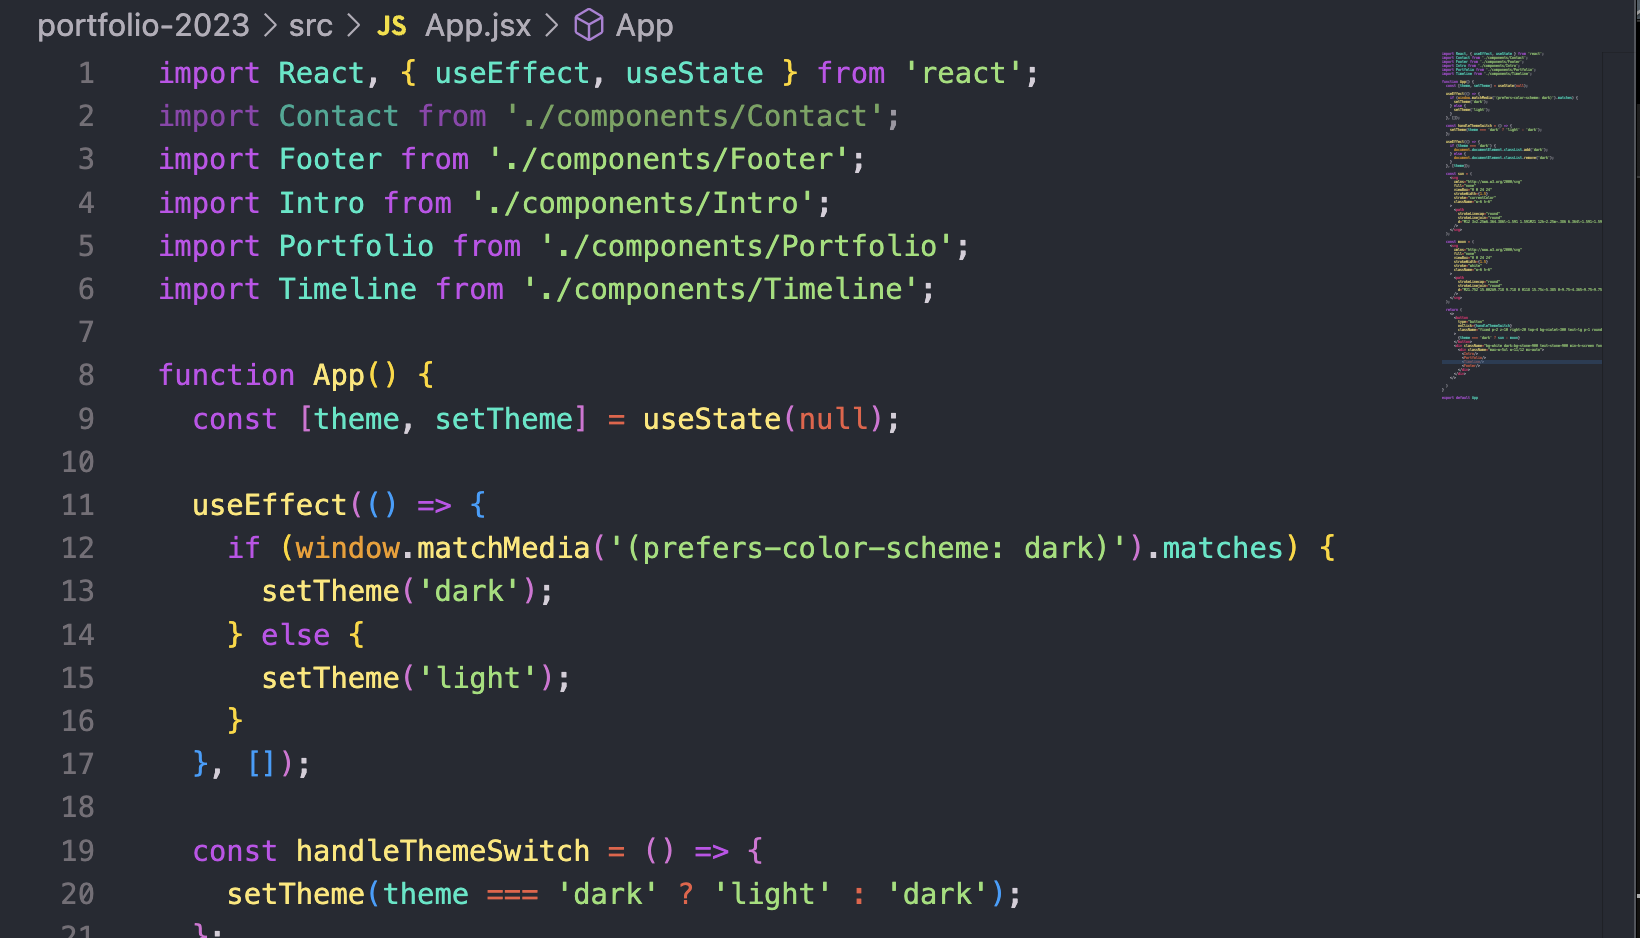 portfolio-2023 > src > JS App.jsx > App
1 import React, { useEffect, useState } from 'react';
2 import Contact from './components/Contact';
3 import Footer from './components/Footer';
4 import Intro from './components/Intro';
5 import Portfolio from './components/Portfolio';
6 import Timeline from './components/Timeline';
7
8 function App() {
9   const [theme, setTheme] = useState(null);
10
11   useEffect(() => {
12     if (window.matchMedia('(prefers-color-scheme: dark)').matches) {
13       setTheme('dark');
14     } else {
15       setTheme('light');
16     }
17   }, []);
18
19   const handleThemeSwitch = () => {
20     setTheme(theme === 'dark' ? 'light' : 'dark');
21   };